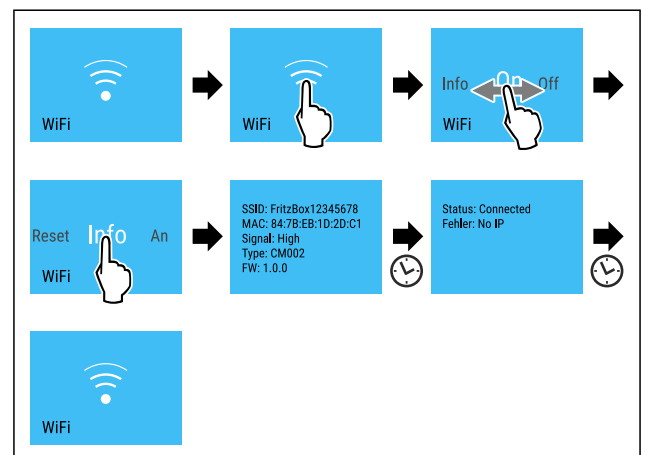 WiFi
WiFi
Info On Off
WiFi
Reset Info An
WiFi
SSID: FritzBox12345678
MAC: 84:7B:EB:1D:2D:C1
Signal: High
Type: CM002
FW: 1.0.0
Status: Connected
Fehler: No IP
WiFi